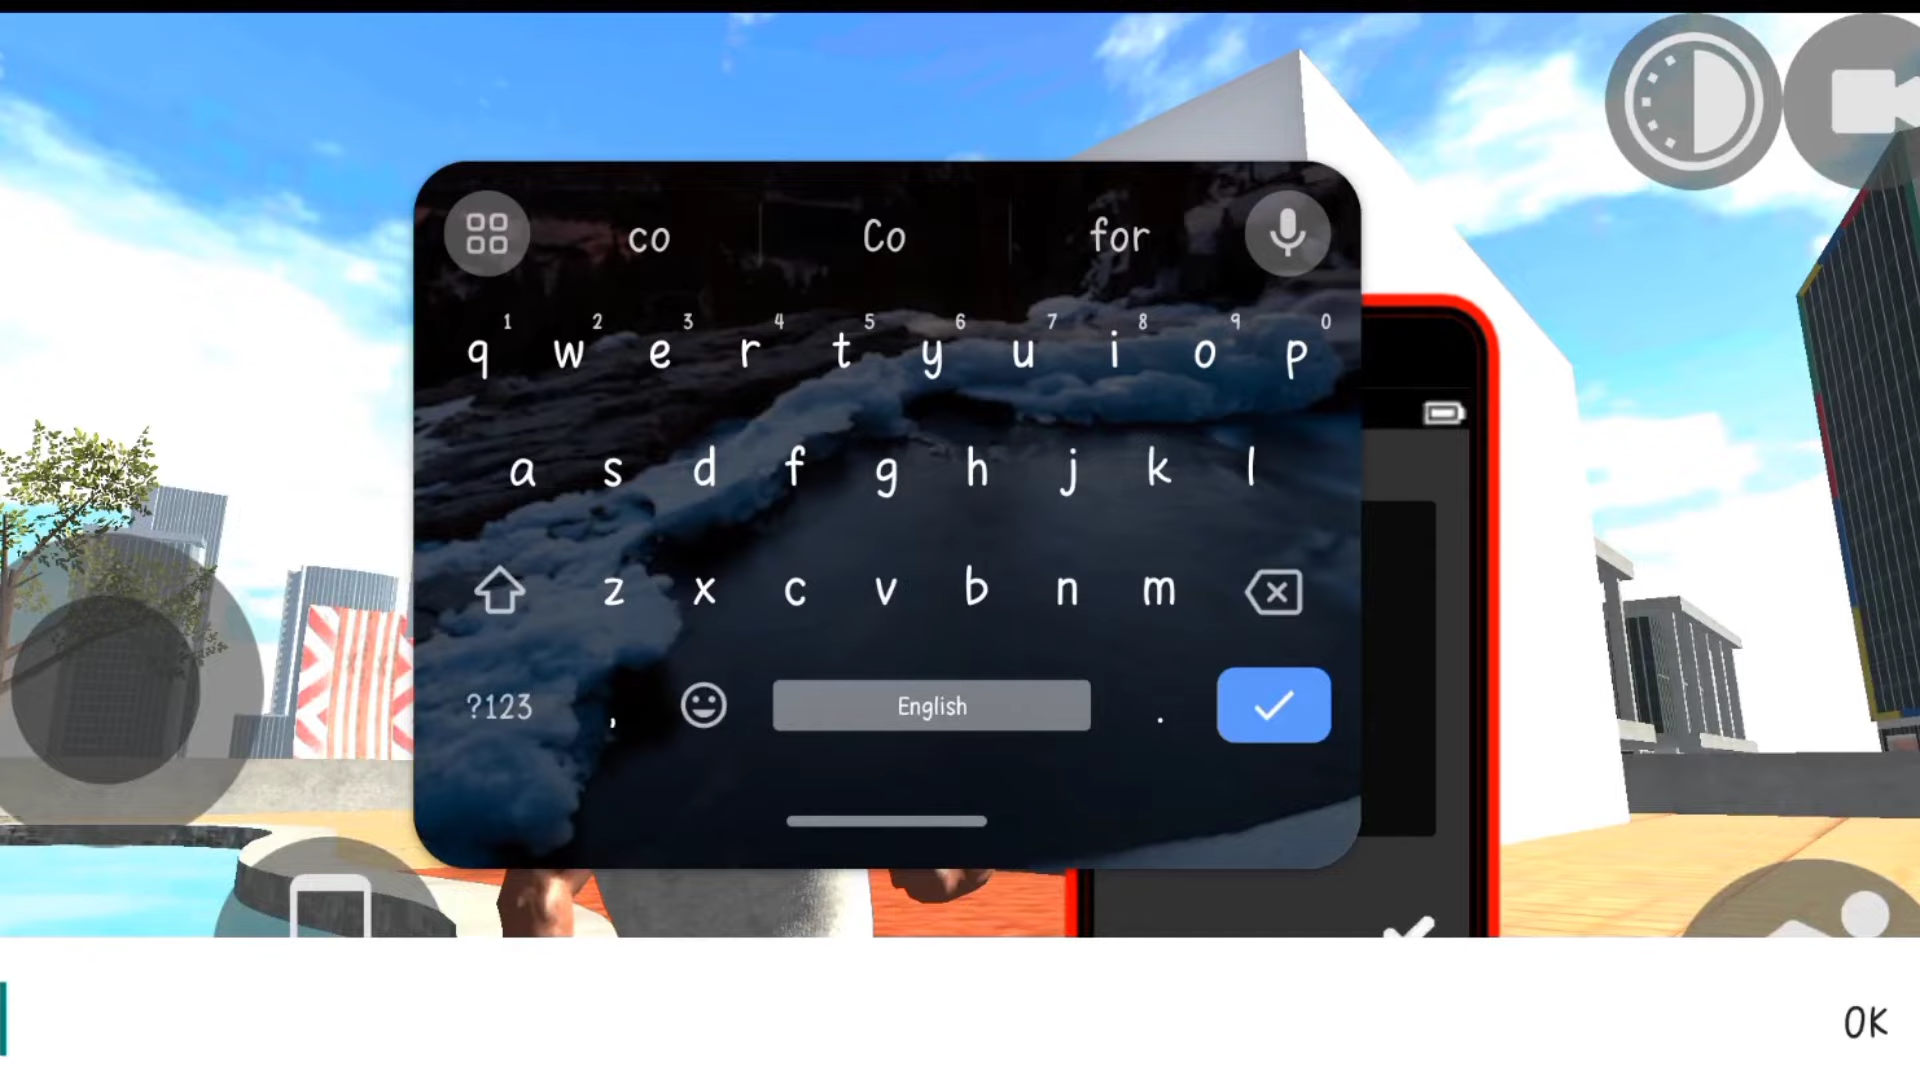 co Co for
1 2 3 4 5 6 7 8 9 0
q w e r t y u i o p
a s d f g h j k l
z x c v b n m
?123 , English .
OK